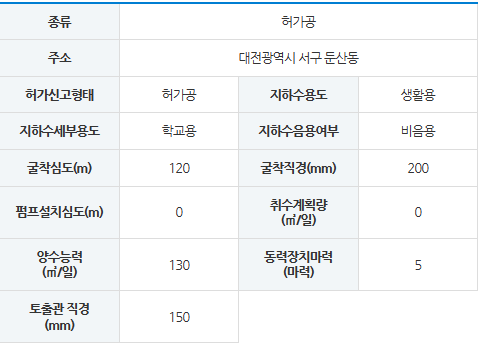 종류 허가공
주소 대전광역시 서구 둔산동
허가신고형태 허가공 지하수용도 생활용
지하수세부용도 학교용 지하수음용여부 비음용
굴착심도(m) 120 굴착직경(mm) 200
펌프설치심도(m) 0 취수계획량
(㎥/일) 0
양수능력
(㎥/일) 130 동력장치마력
(마력) 5
토출관 직경
(mm) 150